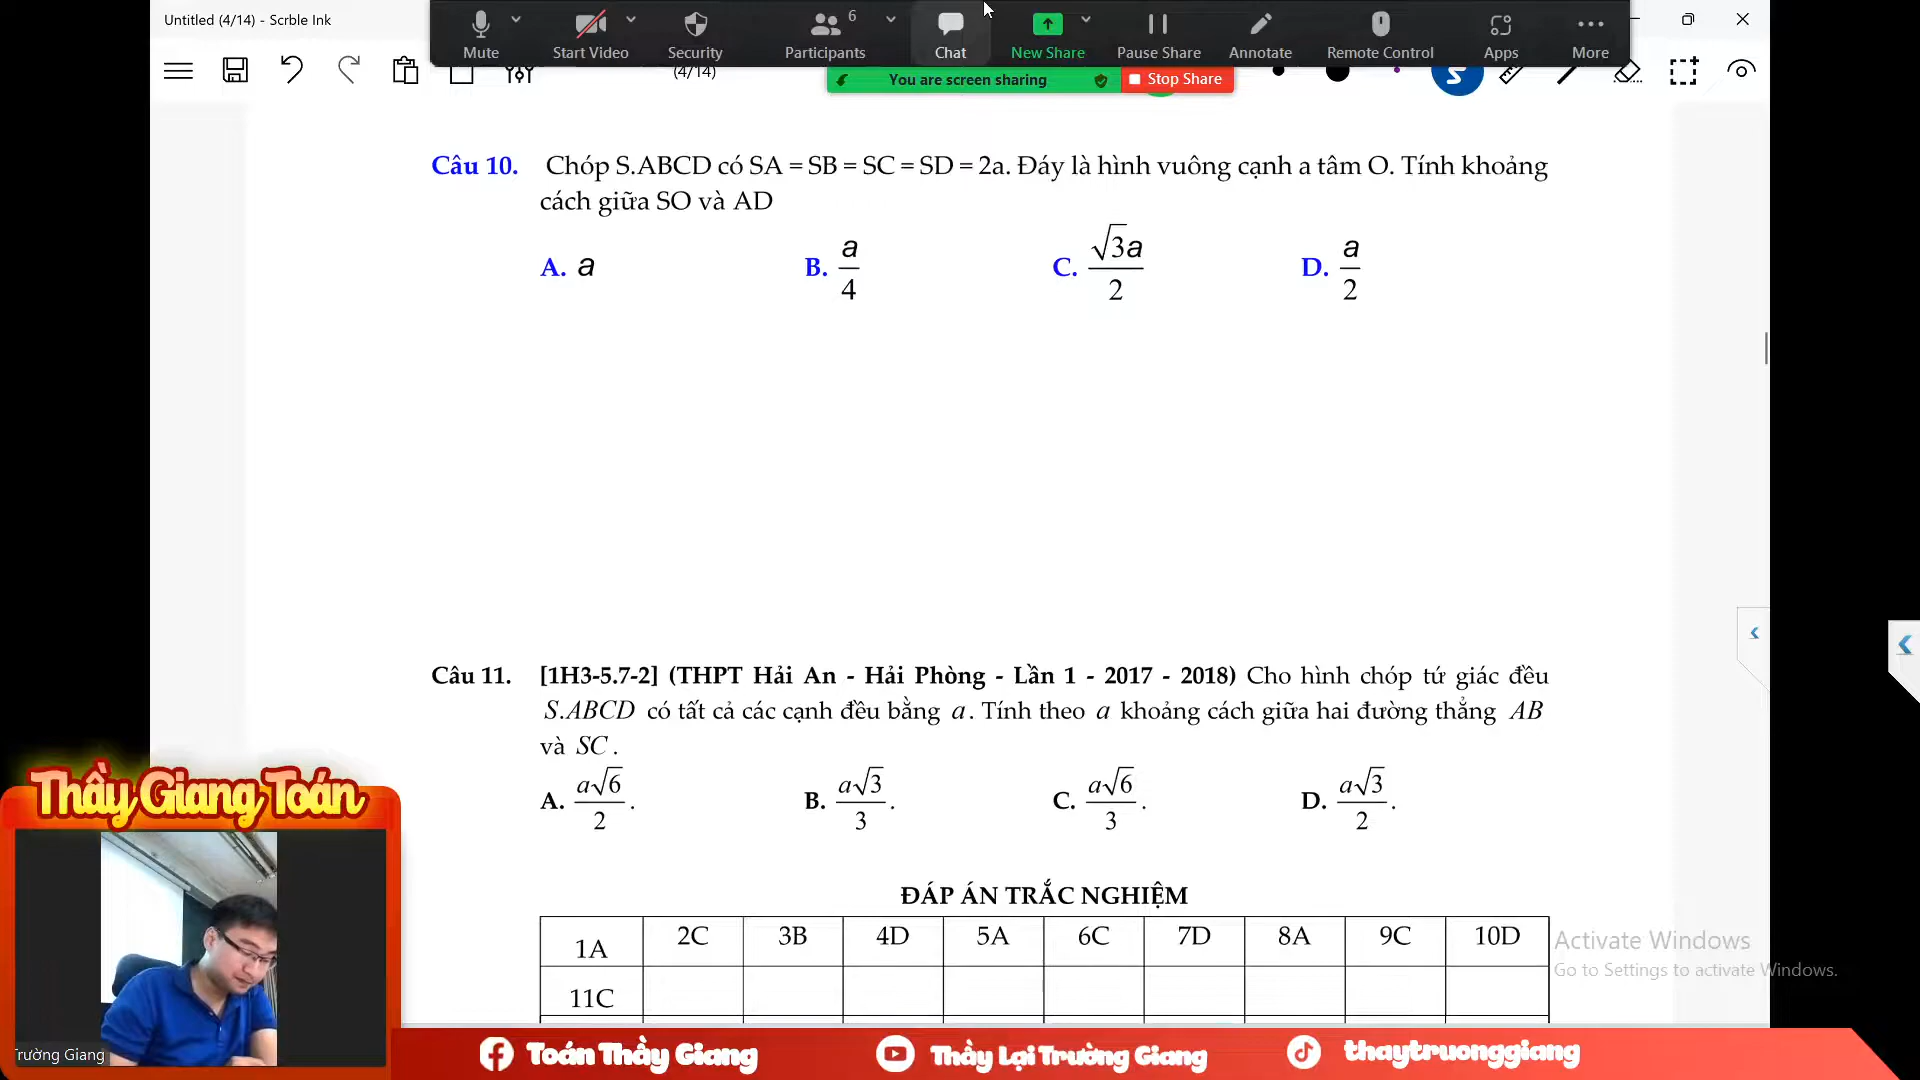 Untitled (4/14) - Scrble Ink
Mute
Start Video
Security
Participants
6
Chat
New Share
Pause Share
Annotate
Remote Control
Apps
More
(4/14)
You are screen sharing
Stop Share
Câu 10. Chóp S.ABCD có SA = SB = SC = SD = 2a. Đáy là hình vuông cạnh a tâm O. Tính khoảng
cách giữa SO và AD
A. a B. a/4 C. √3a/2 D. a/2
Câu 11. [1H3-5.7-2] (THPT Hải An - Hải Phòng - Lần 1 - 2017 - 2018) Cho hình chóp tứ giác đều
S.ABCD có tất cả các cạnh đều bằng a. Tính theo a khoảng cách giữa hai đường thẳng AB
và SC.
A. a√6/2. B. a√3/3. C. a√6/3. D. a√3/2.
ĐÁP ÁN TRẮC NGHIỆM
1A 2C 3B 4D 5A 6C 7D 8A 9C 10D
11C
Activate Windows
Go to Settings to activate Windows.
Thầy Giang Toán
Trường Giang
Toán Thầy Giang
Thầy Lại Trường Giang
thaytruonggiang